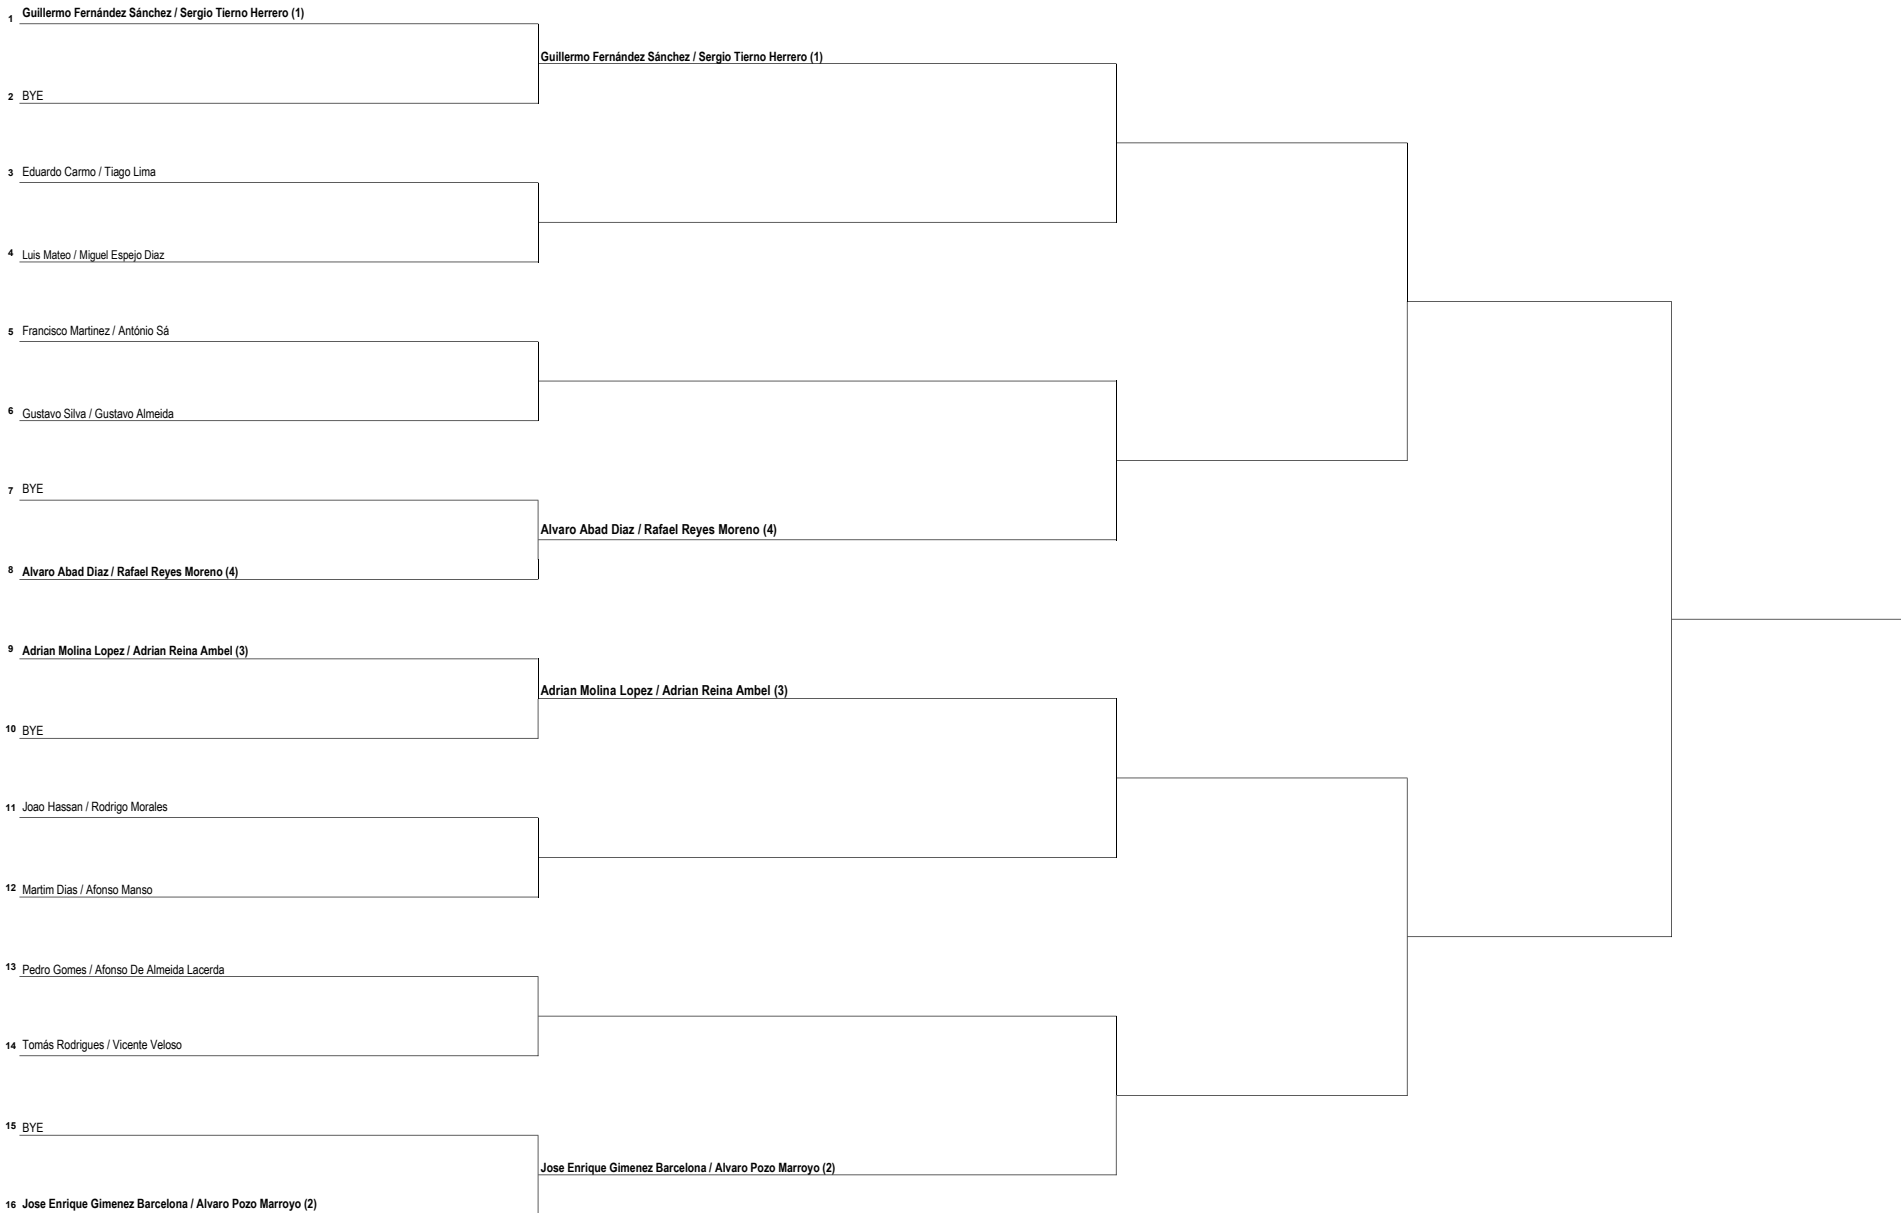 1 Guillermo Fernández Sánchez / Sergio Tierno Herrero (1)
Guillermo Fernández Sánchez / Sergio Tierno Herrero (1)
2 BYE
3 Eduardo Carmo / Tiago Lima
4 Luis Mateo / Miguel Espejo Diaz
5 Francisco Martinez / António Sá
6 Gustavo Silva / Gustavo Almeida
7 BYE
Alvaro Abad Diaz / Rafael Reyes Moreno (4)
8 Alvaro Abad Diaz / Rafael Reyes Moreno (4)
9 Adrian Molina Lopez / Adrian Reina Ambel (3)
Adrian Molina Lopez / Adrian Reina Ambel (3)
10 BYE
11 Joao Hassan / Rodrigo Morales
12 Martim Dias / Afonso Manso
13 Pedro Gomes / Afonso De Almeida Lacerda
14 Tomás Rodrigues / Vicente Veloso
15 BYE
Jose Enrique Gimenez Barcelona / Alvaro Pozo Marroyo (2)
16 Jose Enrique Gimenez Barcelona / Alvaro Pozo Marroyo (2)